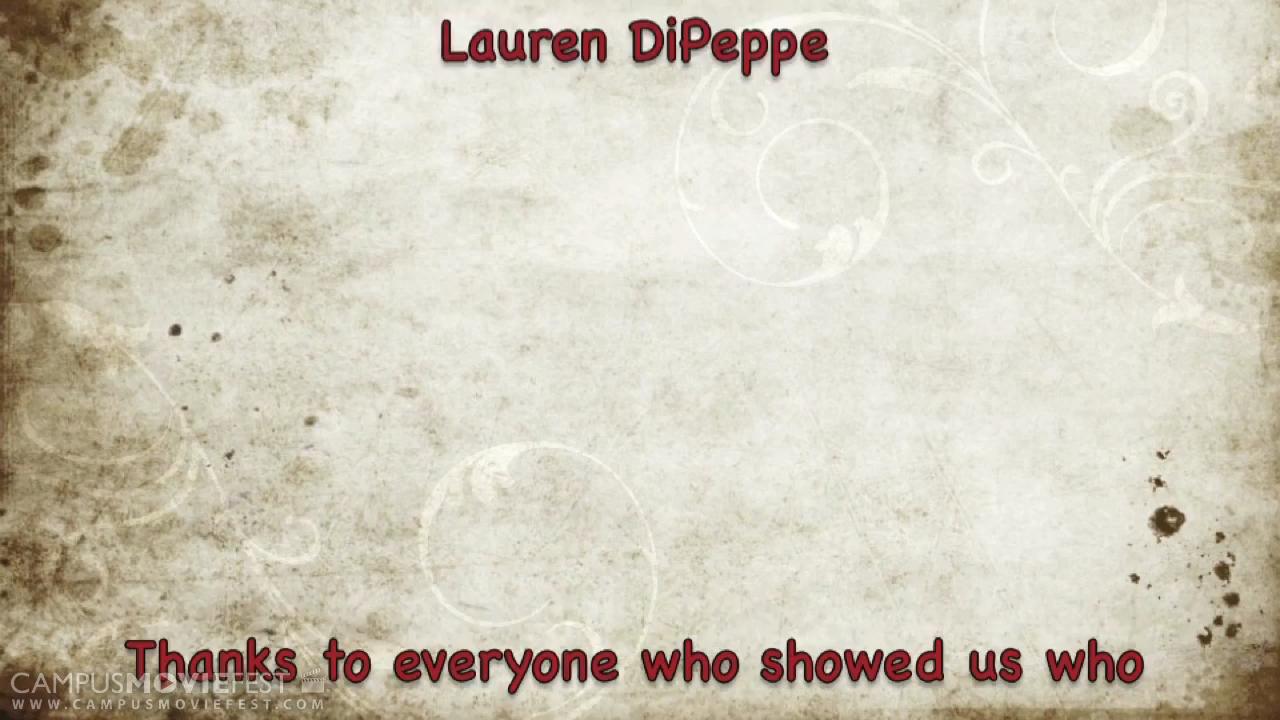 Lauren DiPeppe
Thanks to everyone who showed us who
CAMPUSMOVIEFEST
WWW.CAMPUSMOVIEFEST.COM